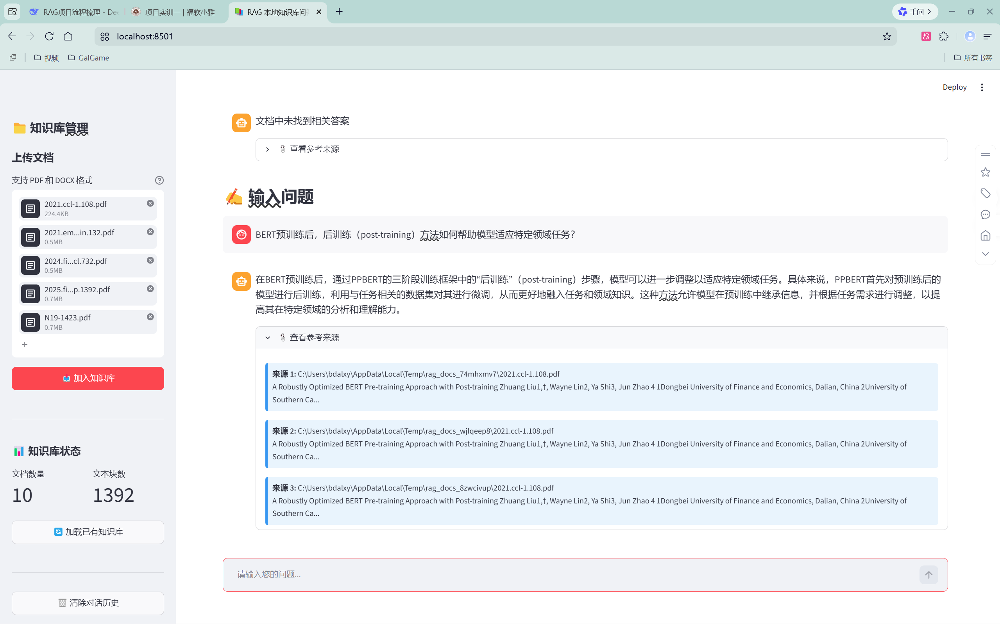 RAG项目流程梳理 - De
项目实训一 | 福软小雅
RAG 本地知识库问
千问
localhost:8501
视频
GalGame
所有书签
Deploy
知识库管理
上传文档
支持 PDF 和 DOCX 格式
2021.ccl-1.108.pdf
224.4KB
2021.em...in.132.pdf
0.5MB
2024.fi...cl.732.pdf
0.5MB
2025.fi...p.1392.pdf
0.7MB
N19-1423.pdf
0.7MB
加入知识库
知识库状态
文档数量
文本块数
10
1392
加载已有知识库
清除对话历史
文档中未找到相关答案
查看参考来源
输入问题
BERT预训练后，后训练（post-training）方法如何帮助模型适应特定领域任务？
在BERT预训练后，通过PPBERT的三阶段训练框架中的“后训练”（post-training）步骤，模型可以进一步调整以适应特定领域任务。具体来说，PPBERT首先对预训练后的
模型进行后训练，利用与任务相关的数据集对其进行微调，从而更好地融入任务和领域知识。这种方法允许模型在预训练中继承信息，并根据任务需求进行调整，以提
高其在特定领域的分析和理解能力。
查看参考来源
来源 1: C:\Users\bdalxy\AppData\Local\Temp\rag_docs_74mhxmv7\2021.ccl-1.108.pdf
A Robustly Optimized BERT Pre-training Approach with Post-training Zhuang Liu1,†, Wayne Lin2, Ya Shi3, Jun Zhao 4 1Dongbei University of Finance and Economics, Dalian, China 2University of
Southern Ca...
来源 2: C:\Users\bdalxy\AppData\Local\Temp\rag_docs_wjlqeep8\2021.ccl-1.108.pdf
A Robustly Optimized BERT Pre-training Approach with Post-training Zhuang Liu1,†, Wayne Lin2, Ya Shi3, Jun Zhao 4 1Dongbei University of Finance and Economics, Dalian, China 2University of
Southern Ca...
来源 3: C:\Users\bdalxy\AppData\Local\Temp\rag_docs_8zwcivup\2021.ccl-1.108.pdf
A Robustly Optimized BERT Pre-training Approach with Post-training Zhuang Liu1,†, Wayne Lin2, Ya Shi3, Jun Zhao 4 1Dongbei University of Finance and Economics, Dalian, China 2University of
Southern Ca...
请输入您的问题...